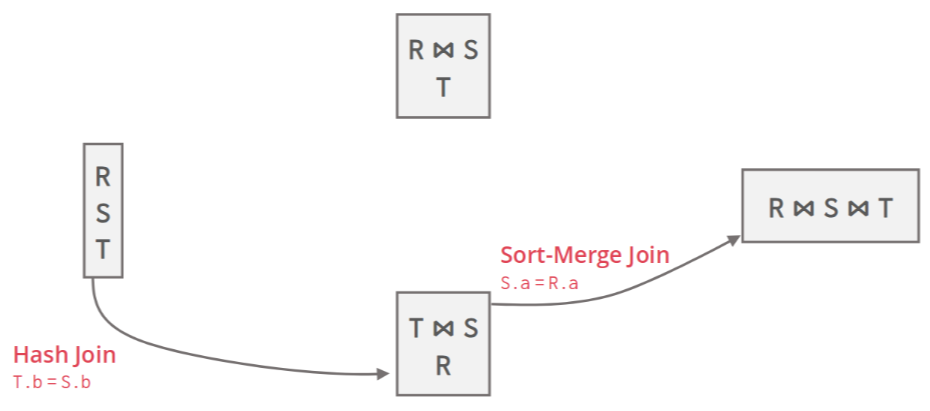 R ⋈ S
T
R
S
T
R ⋈ S ⋈ T
Sort-Merge Join
S.a=R.a
T ⋈ S
R
Hash Join
T.b=S.b